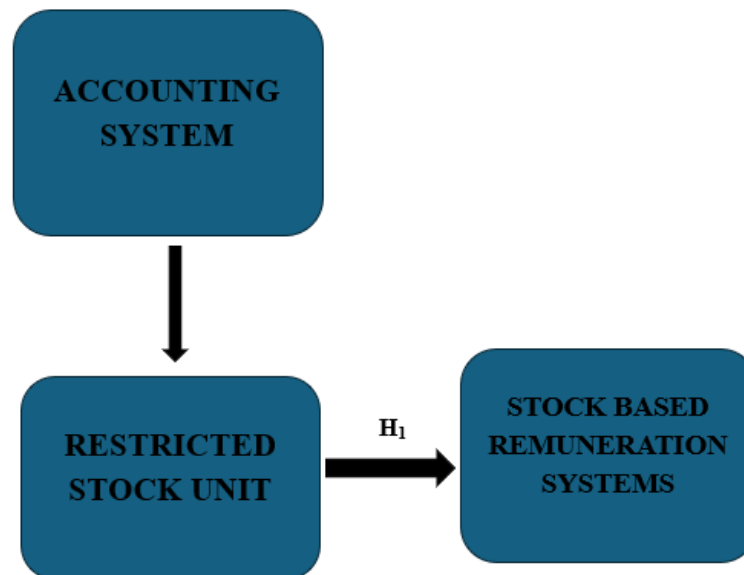 ACCOUNTING
SYSTEM
RESTRICTED
STOCK UNIT
H₁
STOCK BASED
REMUNERATION
SYSTEMS